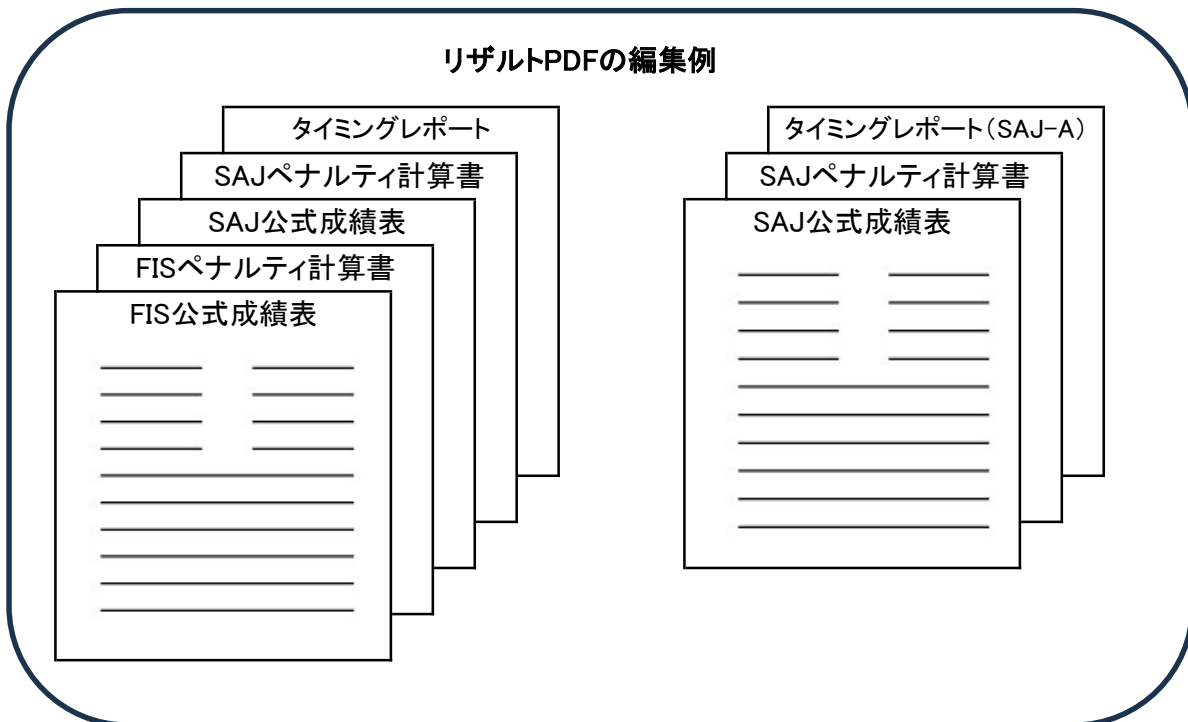 リザルトPDFの編集例
タイミングレポート
SAJペナルティ計算書
SAJ公式成績表
FISペナルティ計算書
FIS公式成績表
タイミングレポート（SAJ-A）
SAJペナルティ計算書
SAJ公式成績表